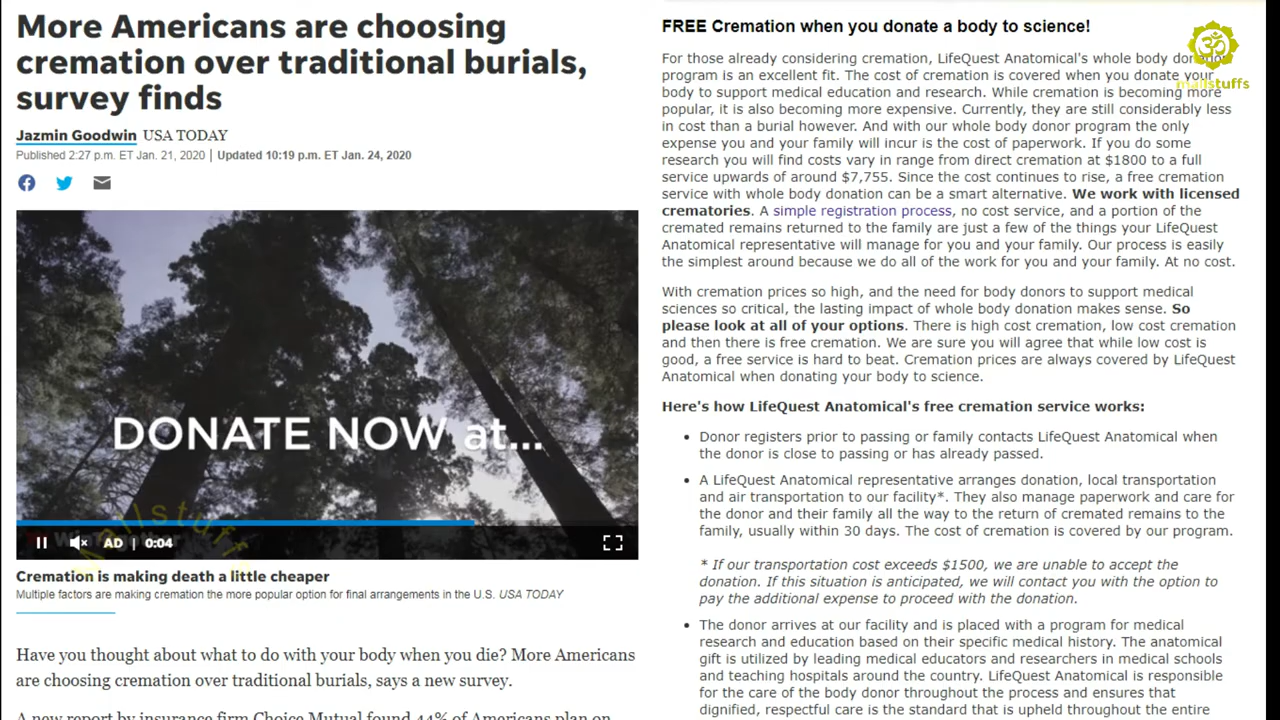 More Americans are choosing
cremation over traditional burials,
survey finds
Jazmin Goodwin USA TODAY
Published 2:27 p.m. ET Jan. 21, 2020 | Updated 10:19 p.m. ET Jan. 24, 2020
DONATE NOW at...
AD | 0:04
Cremation is making death a little cheaper
Multiple factors are making cremation the more popular option for final arrangements in the U.S. USA TODAY
Have you thought about what to do with your body when you die? More Americans
are choosing cremation over traditional burials, says a new survey.
A new report by insurance firm Choice Mutual found 44% of Americans plan on
FREE Cremation when you donate a body to science!
For those already considering cremation, LifeQuest Anatomical's whole body donation
program is an excellent fit. The cost of cremation is covered when you donate your
body to support medical education and research. While cremation is becoming more
popular, it is also becoming more expensive. Currently, they are still considerably less
in cost than a burial however. And with our whole body donor program the only
expense you and your family will incur is the cost of paperwork. If you do some
research you will find costs vary in range from direct cremation at $1800 to a full
service upwards of around $7,755. Since the cost continues to rise, a free cremation
service with whole body donation can be a smart alternative. We work with licensed
crematories. A simple registration process, no cost service, and a portion of the
cremated remains returned to the family are just a few of the things your LifeQuest
Anatomical representative will manage for you and your family. Our process is easily
the simplest around because we do all of the work for you and your family. At no cost.
With cremation prices so high, and the need for body donors to support medical
sciences so critical, the lasting impact of whole body donation makes sense. So
please look at all of your options. There is high cost cremation, low cost cremation
and then there is free cremation. We are sure you will agree that while low cost is
good, a free service is hard to beat. Cremation prices are always covered by LifeQuest
Anatomical when donating your body to science.
Here's how LifeQuest Anatomical's free cremation service works:
• Donor registers prior to passing or family contacts LifeQuest Anatomical when
the donor is close to passing or has already passed.
• A LifeQuest Anatomical representative arranges donation, local transportation
and air transportation to our facility*. They also manage paperwork and care for
the donor and their family all the way to the return of cremated remains to the
family, usually within 30 days. The cost of cremation is covered by our program.
* If our transportation cost exceeds $1500, we are unable to accept the
donation. If this situation is anticipated, we will contact you with the option to
pay the additional expense to proceed with the donation.
• The donor arrives at our facility and is placed with a program for medical
research and education based on their specific medical history. The anatomical
gift is utilized by leading medical educators and researchers in medical schools
and teaching hospitals around the country. LifeQuest Anatomical is responsible
for the care of the body donor throughout the process and ensures that
dignified, respectful care is the standard that is upheld throughout the entire
ॐ
mallstuffs
mallstuffs